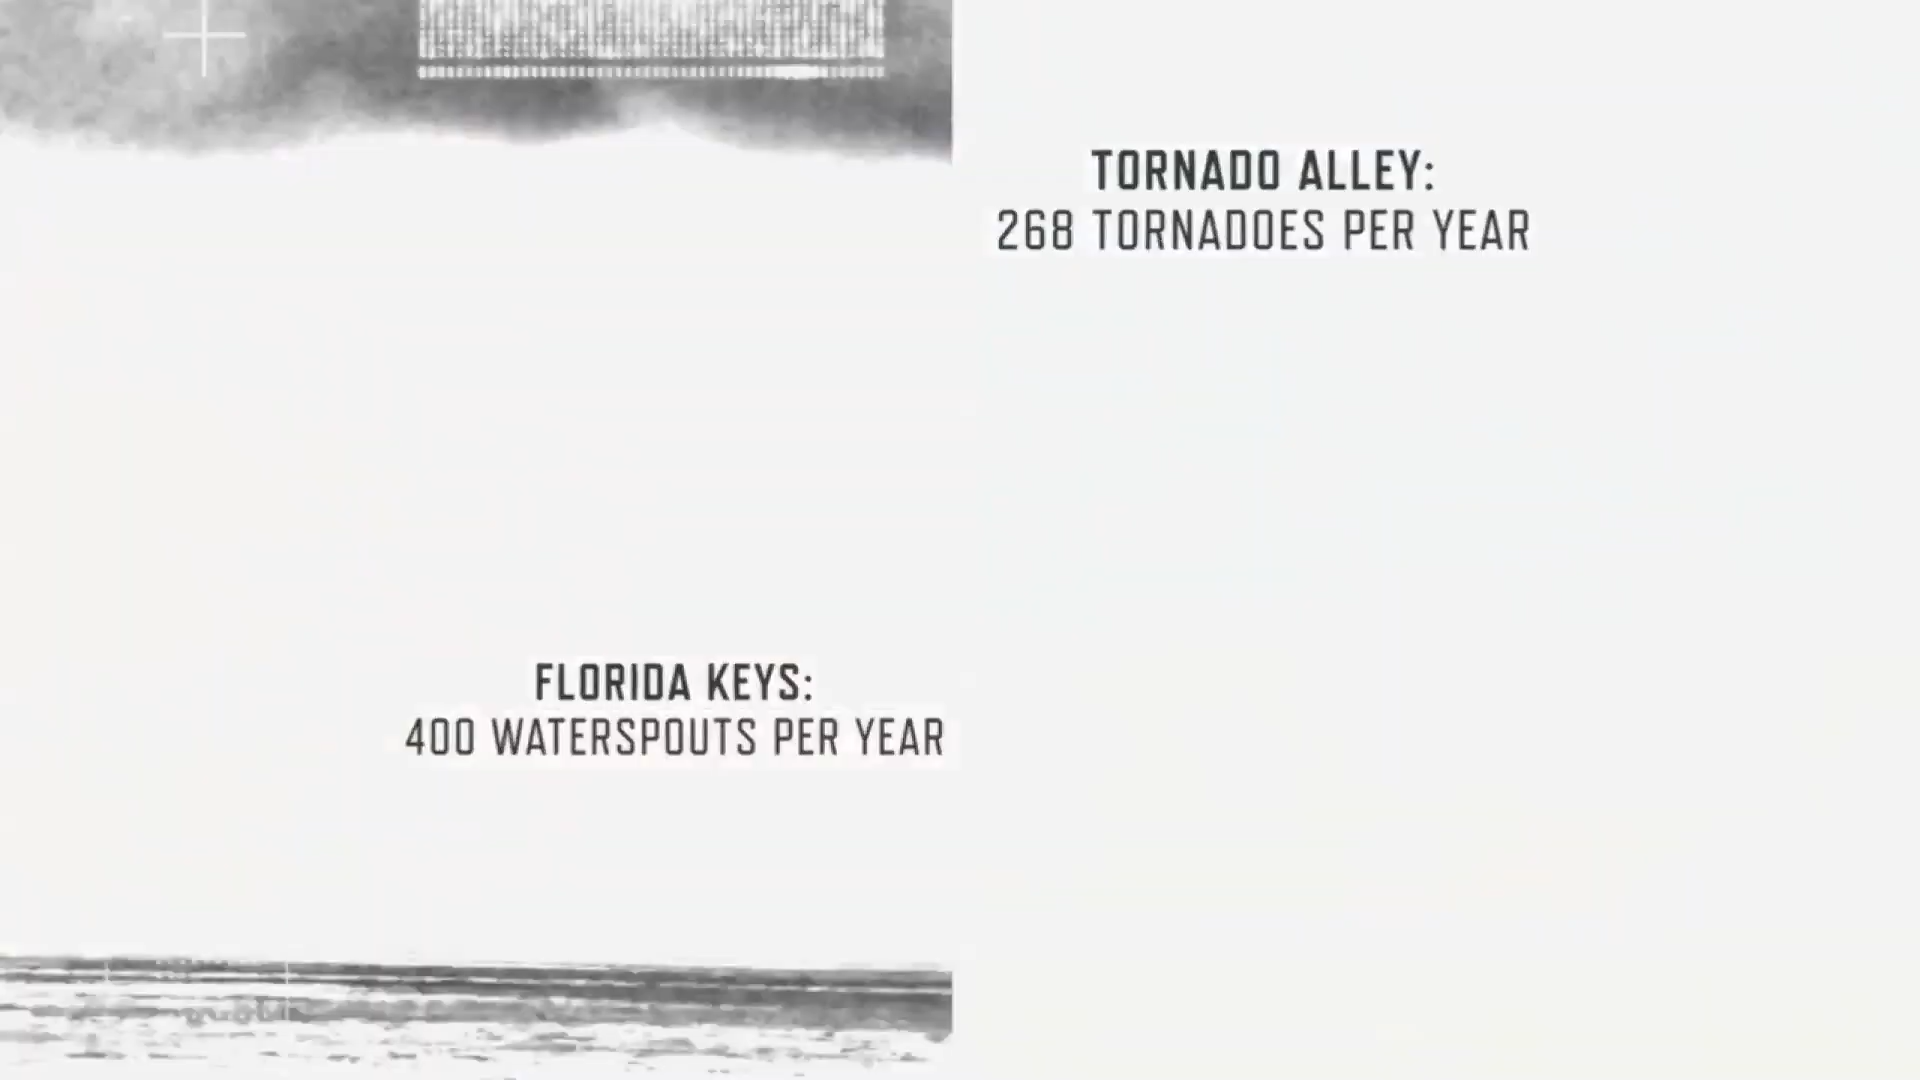 TORNADO ALLEY:
268 TORNADOES PER YEAR
FLORIDA KEYS:
400 WATERSPOUTS PER YEAR